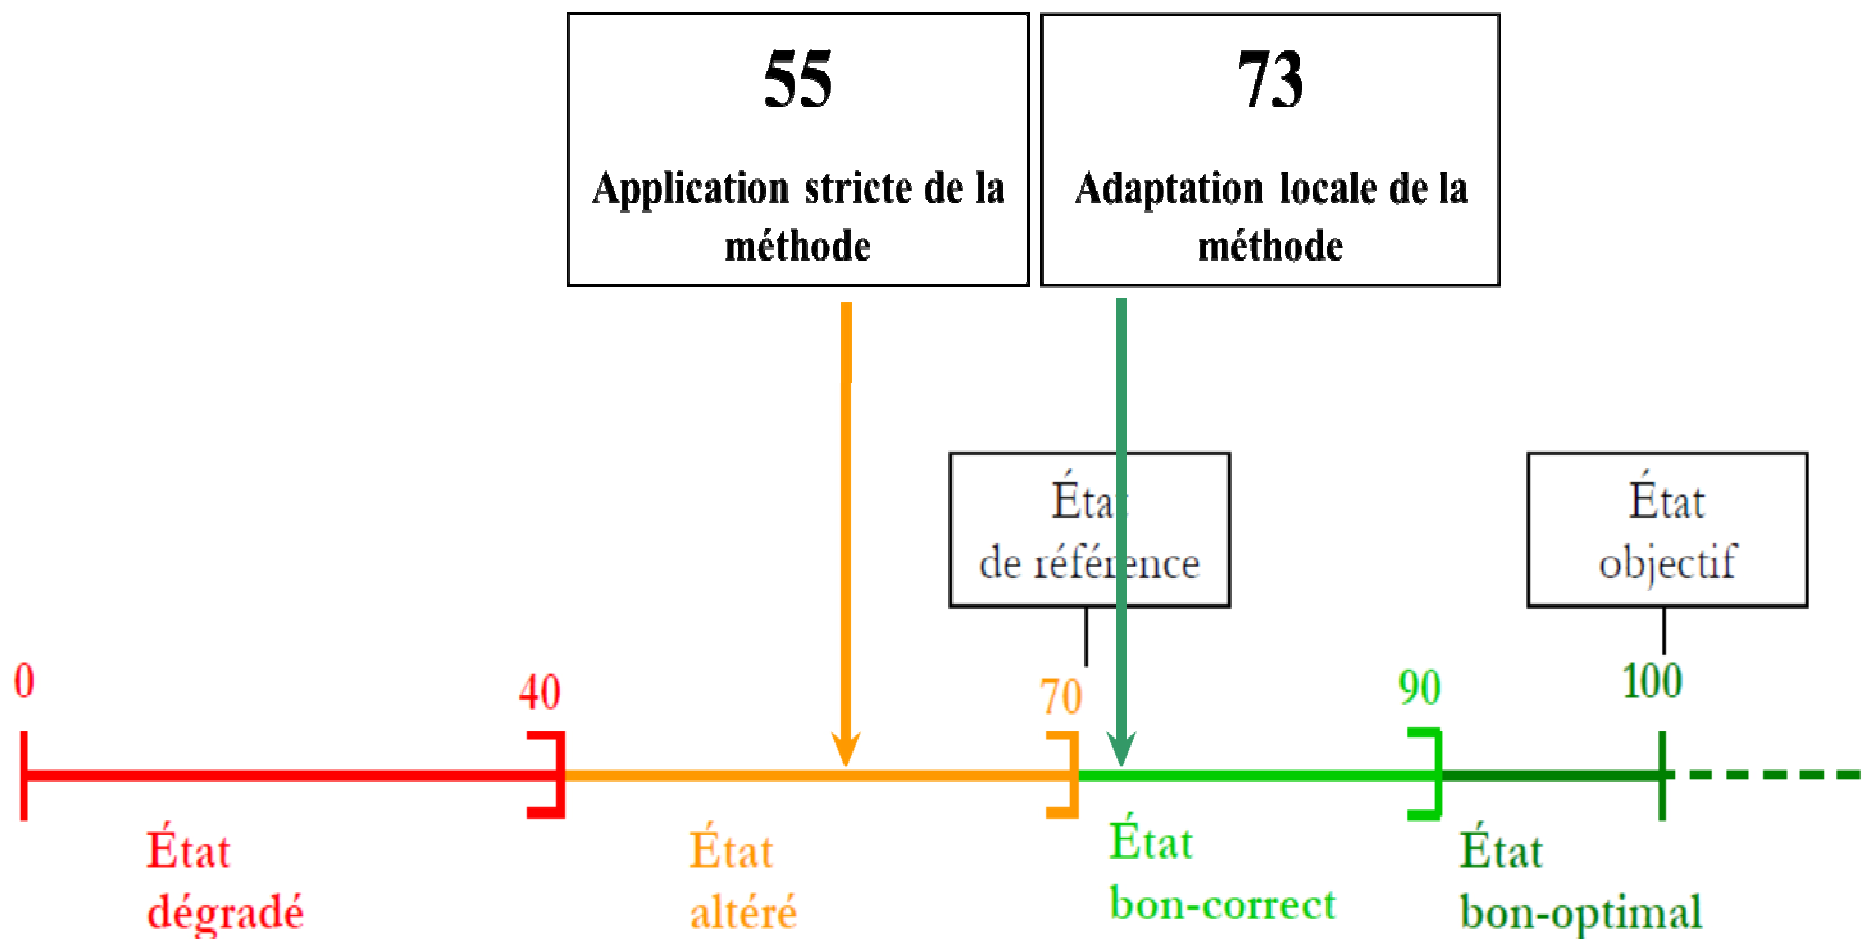 55
Application stricte de la
méthode
73
Adaptation locale de la
méthode
État
de référence
État
objectif
0
40
70
90
100
État
dégradé
État
altéré
État
bon-correct
État
bon-optimal